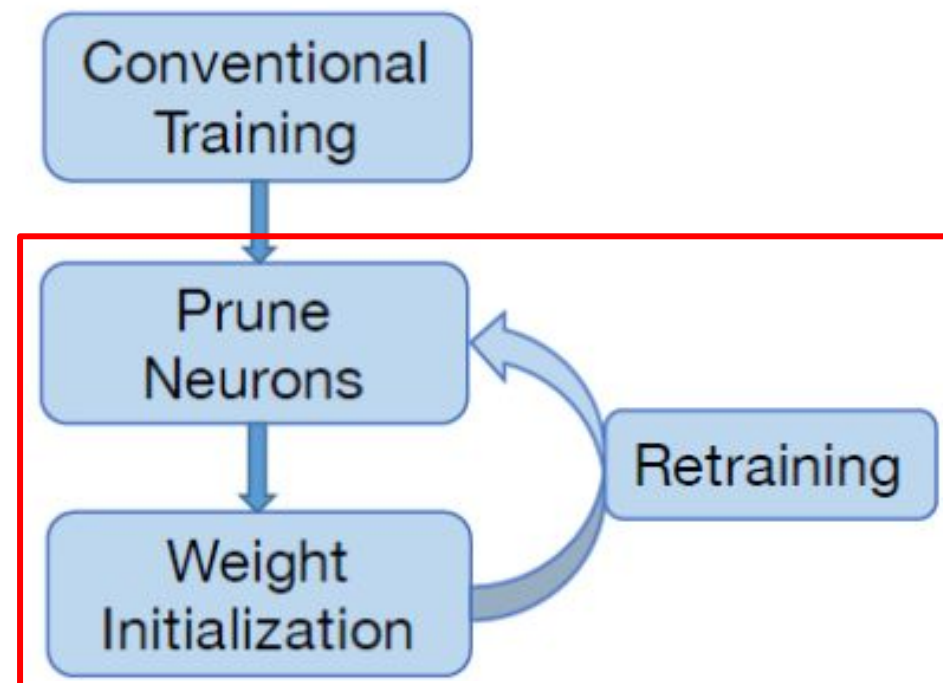 Conventional
Training
Prune
Neurons
Retraining
Weight
Initialization